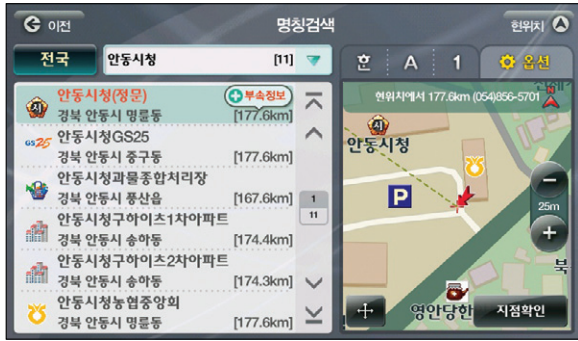 이전
명칭검색
현위치
전국
안동시청 [11]
ᄒᆞᆫ A 1 옵션
안동시청(정문) 부속정보
경북 안동시 명륜동 [177.6km]
GS25 안동시청GS25
경북 안동시 중구동 [177.6km]
안동시청과물종합처리장
경북 안동시 풍산읍 [167.6km]
안동시청구하이츠1차아파트
경북 안동시 송하동 [174.4km]
안동시청구하이츠2차아파트
경북 안동시 송하동 [174.3km]
안동시청농협중앙회
경북 안동시 명륜동 [177.6km]
1
11
현위치에서 177.6km (054)856-5701
시
안동시청
P
25m
북
영안당한
지점확인